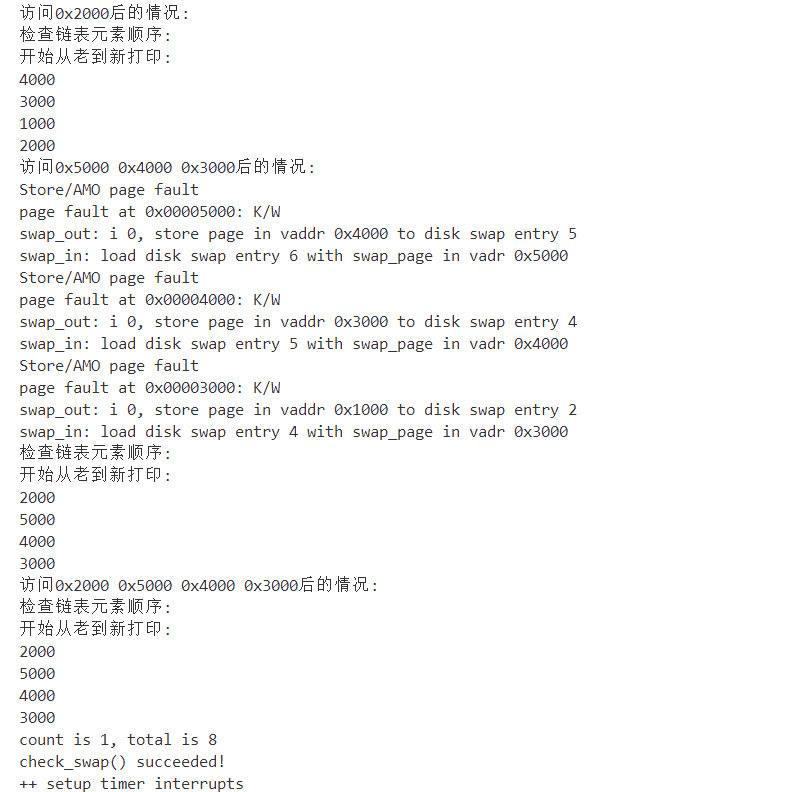 访问0x2000后的情况:
检查链表元素顺序:
开始从老到新打印:
4000
3000
1000
2000
访问0x5000 0x4000 0x3000后的情况:
Store/AMO page fault
page fault at 0x00005000: K/W
swap_out: i 0, store page in vaddr 0x4000 to disk swap entry 5
swap_in: load disk swap entry 6 with swap_page in vadr 0x5000
Store/AMO page fault
page fault at 0x00004000: K/W
swap_out: i 0, store page in vaddr 0x3000 to disk swap entry 4
swap_in: load disk swap entry 5 with swap_page in vadr 0x4000
Store/AMO page fault
page fault at 0x00003000: K/W
swap_out: i 0, store page in vaddr 0x1000 to disk swap entry 2
swap_in: load disk swap entry 4 with swap_page in vadr 0x3000
检查链表元素顺序:
开始从老到新打印:
2000
5000
4000
3000
访问0x2000 0x5000 0x4000 0x3000后的情况:
检查链表元素顺序:
开始从老到新打印:
2000
5000
4000
3000
count is 1, total is 8
check_swap() succeeded!
++ setup timer interrupts